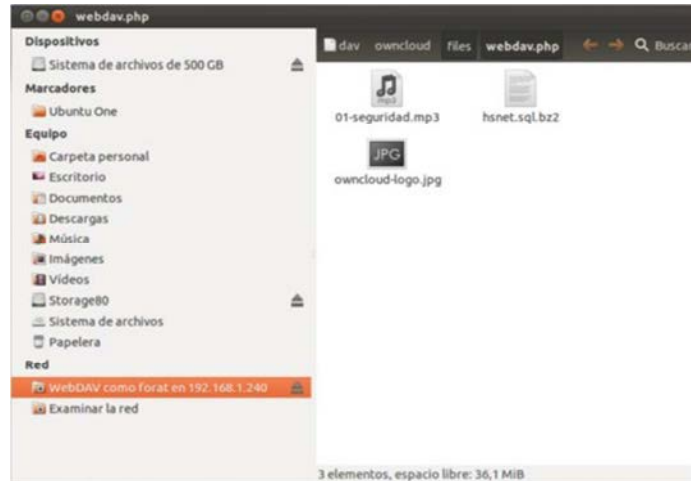 webdav.php
Dispositivos
Sistema de archivos de 500 GB
Marcadores
Ubuntu One
Equipo
Carpeta personal
Escritorio
Documentos
Descargas
Música
Imágenes
Vídeos
Storage80
Sistema de archivos
Papelera
Red
WebDAV como forat en 192.168.1.240
Examinar la red
dav owncloud files webdav.php Buscar
mp3
01-seguridad.mp3 hsnet.sql.bz2
JPG
owncloud-logo.jpg
3 elementos, espacio libre: 36,1 MiB